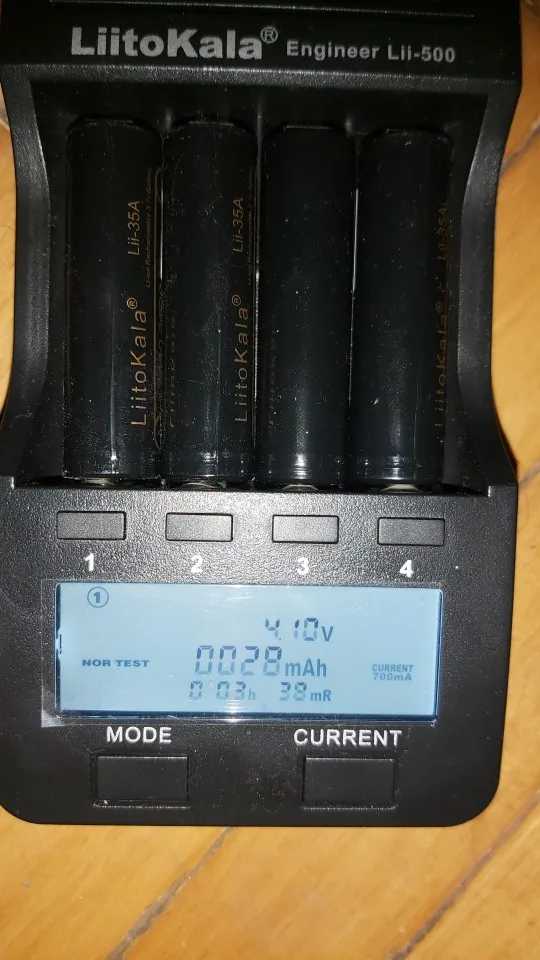 LiitoKala® Engineer Lii-500
LiitoKala® Lii-35A
LiitoKala® Lii-35A
LiitoKala® Lii-35A
1 2 3 4
1
4.10V
NOR TEST 0028mAh CURRENT 700mA
0:03h 38mR
MODE CURRENT